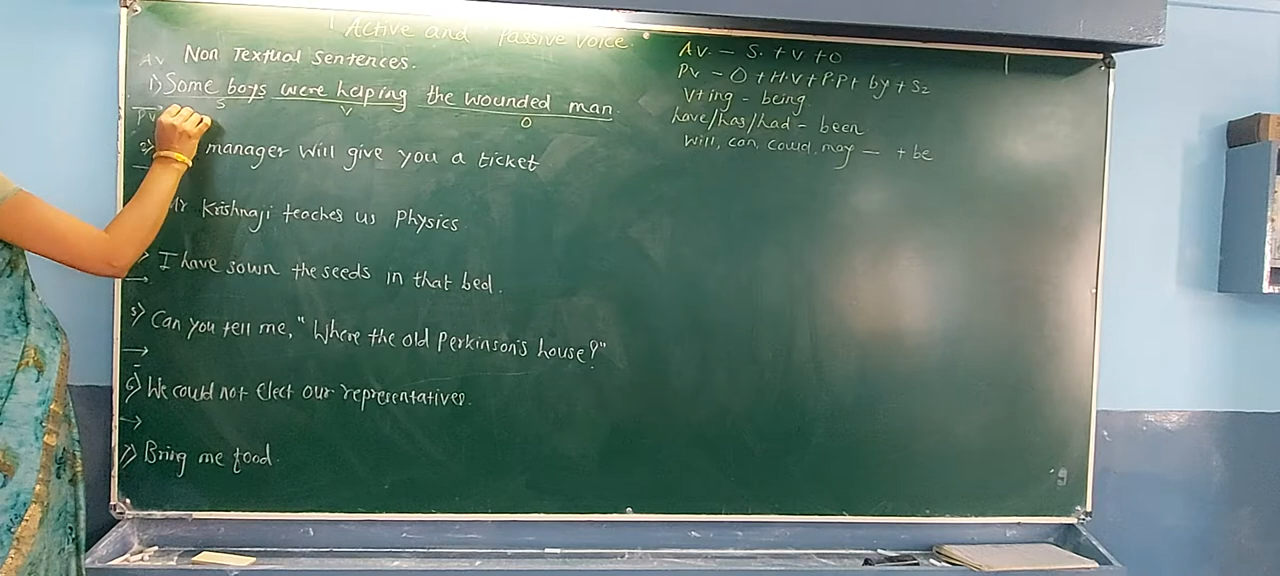 Active and Passive Voice.
Av Non Textual Sentences.
1) Some boys were helping the wounded man.
S V O
Pv
2) manager will give you a ticket
Mr Krishnaji teaches us Physics
I have sown the seeds in that bed.
5) Can you tell me, "Where the old Perkinson's house?"
6) We could not Elect our representatives.
7) Bring me food.
Av. - S. + V + O
Pv - O + H.V + P.P + by + S2
V+ing - being
have/has/had - been
will, can, could, may — + be